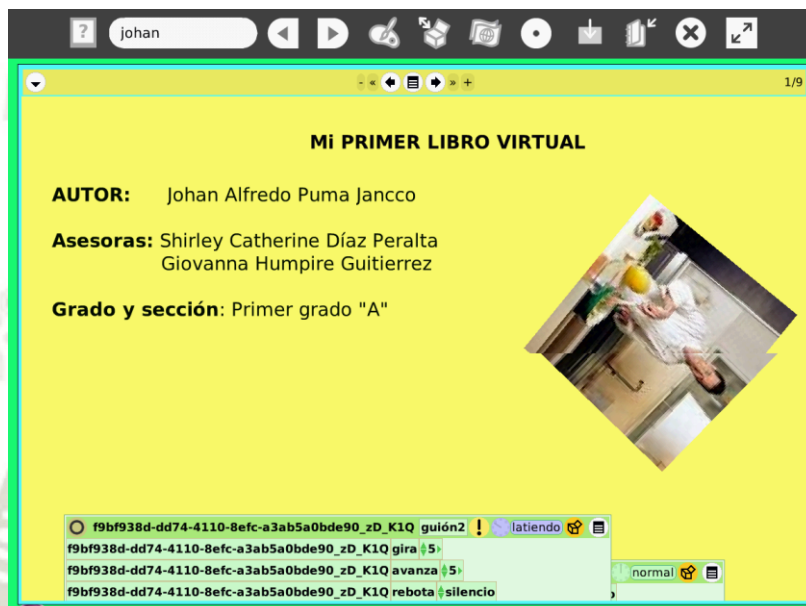 ?
johan
- « » +
1/9
Mi PRIMER LIBRO VIRTUAL
AUTOR: Johan Alfredo Puma Jancco
Asesoras: Shirley Catherine Díaz Peralta
Giovanna Humpire Guitierrez
Grado y sección: Primer grado "A"
f9bf938d-dd74-4110-8efc-a3ab5a0bde90_zD_K1Q guión2 ! latiendo
f9bf938d-dd74-4110-8efc-a3ab5a0bde90_zD_K1Q gira 5
normal
f9bf938d-dd74-4110-8efc-a3ab5a0bde90_zD_K1Q avanza 5
f9bf938d-dd74-4110-8efc-a3ab5a0bde90_zD_K1Q rebota silencio